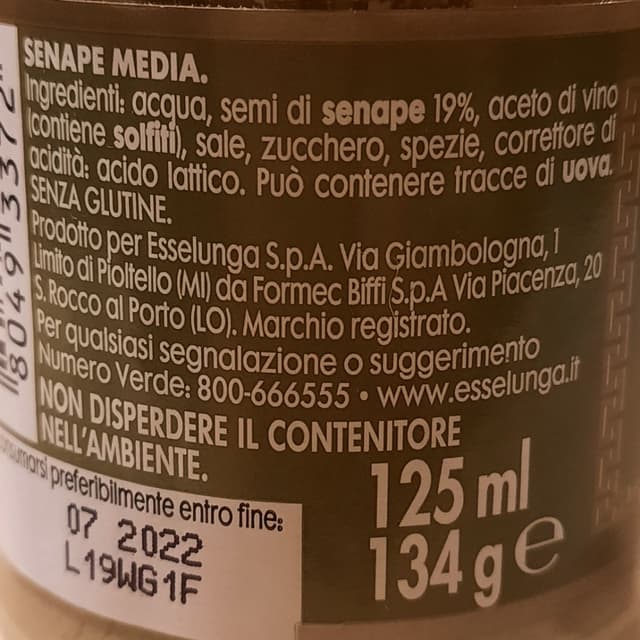 SENAPE MEDIA.
Ingredienti: acqua, semi di senape 19%, aceto di vino
(contiene solfiti), sale, zucchero, spezie, correttore di
acidità: acido lattico. Può contenere tracce di uova.
SENZA GLUTINE.
Prodotto per Esselunga S.p.A. Via Giambologna, 1
Limito di Pioltello (MI) da Formec Biffi S.p.A Via Piacenza, 20
S. Rocco al Porto (LO). Marchio registrato.
Per qualsiasi segnalazione o suggerimento
Numero Verde: 800-666555 • www.esselunga.it
NON DISPERDERE IL CONTENITORE
NELL'AMBIENTE.
preferibilmente entro fine:
07 2022
L19WG1F
125 ml
134 g e